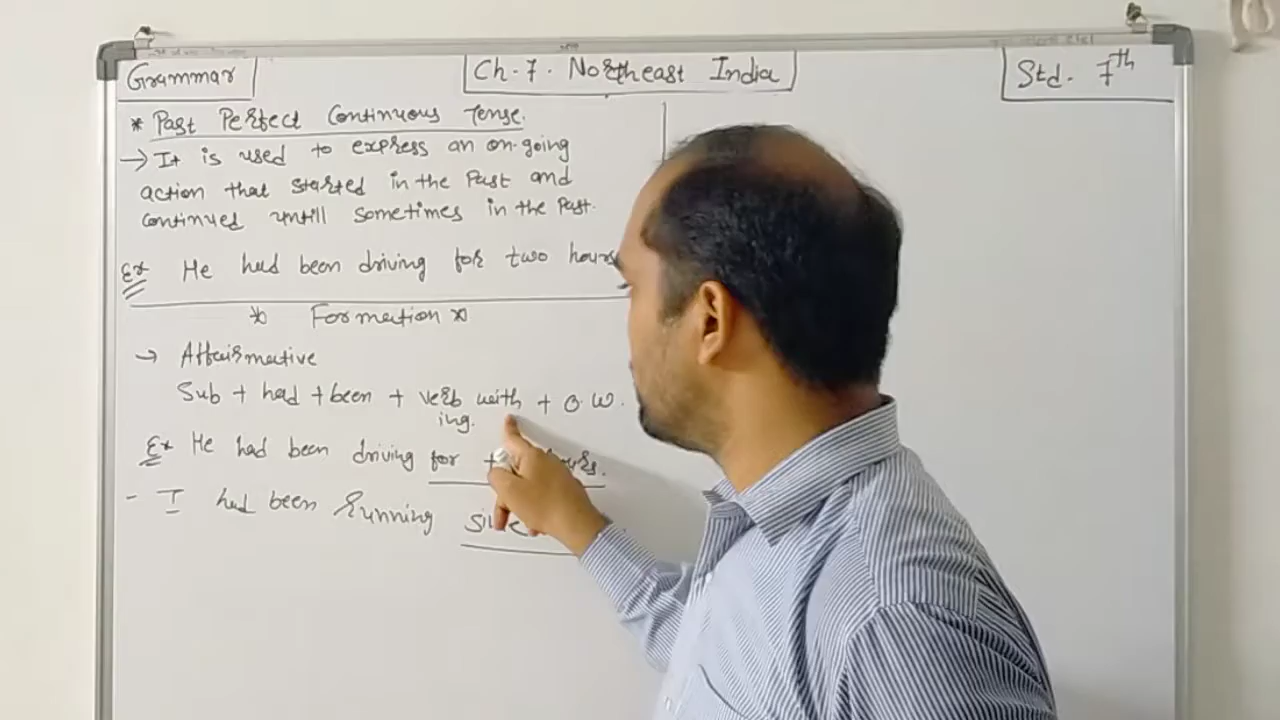 Grammar
Ch. 7. Northeast India
Std. 7th
* Past Perfect Continuous Tense.
→ It is used to express an on-going
action that started in the Past and
continued untill sometimes in the Past.
Ex He had been driving for two hours
* Formation *
→ Affairmative
Sub + had + been + verb with + O.W.
ing.
Ex He had been driving for hours.
- I had been running